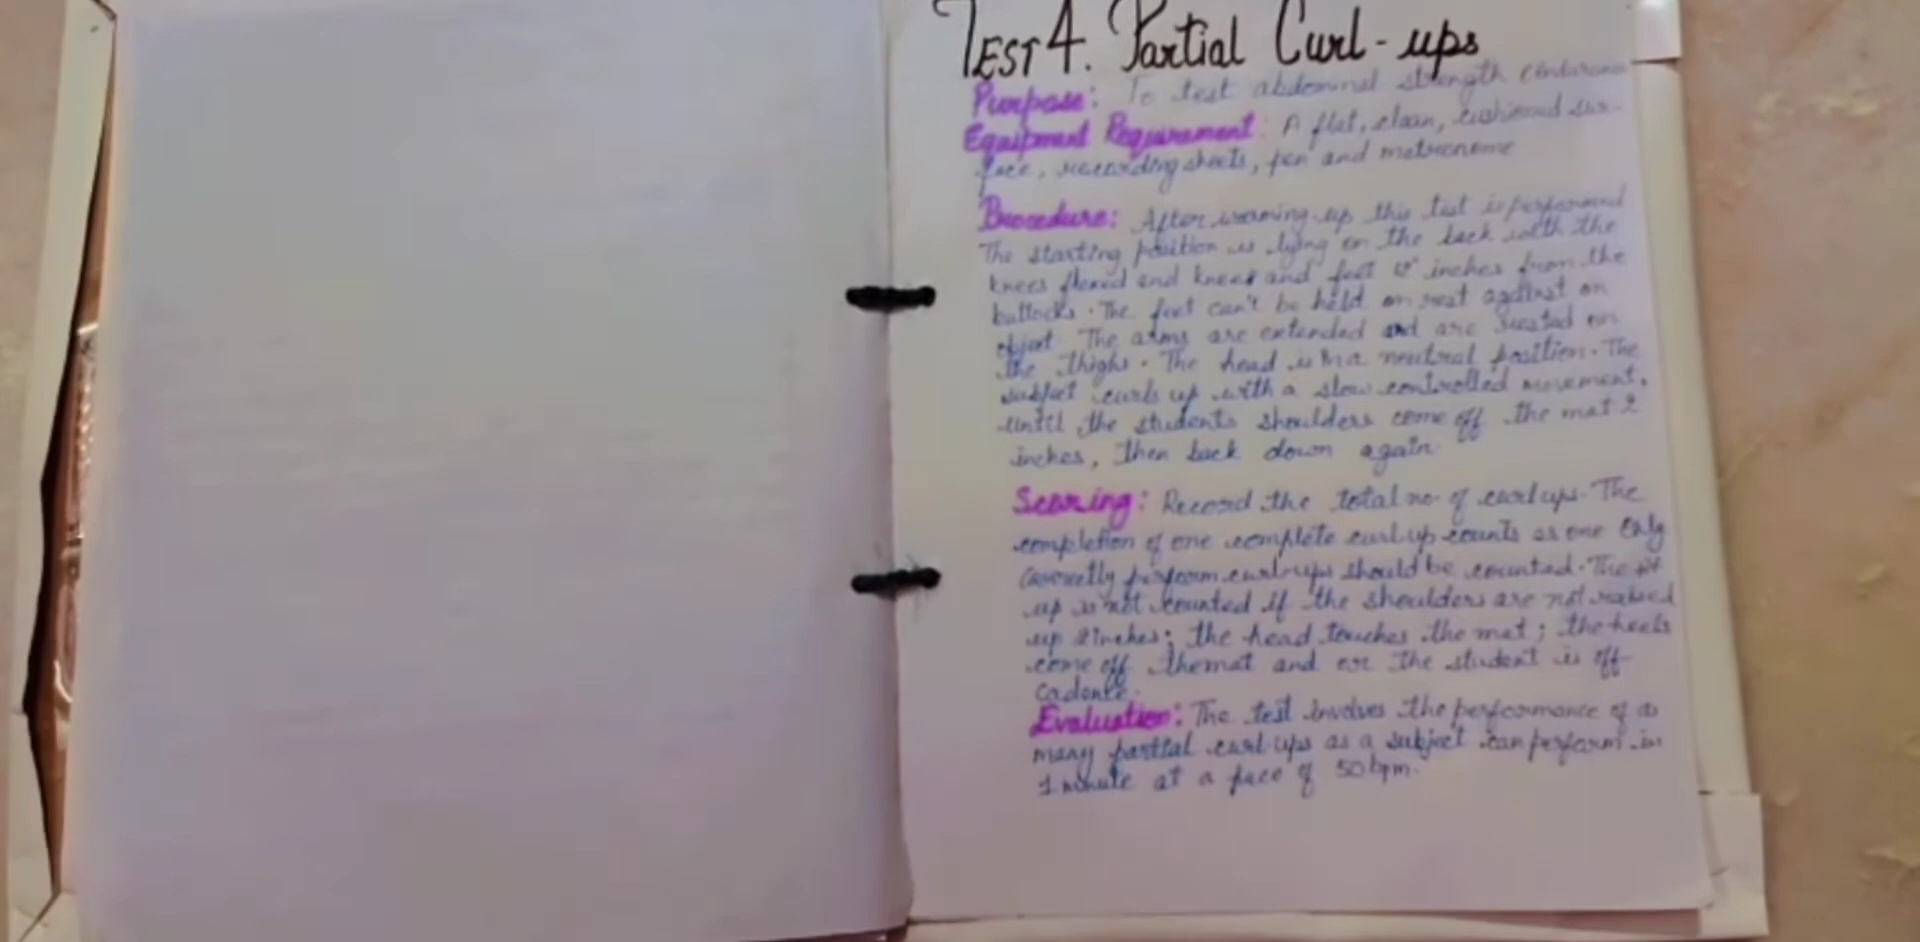 TEST 4. Partial Curl-ups
Purpose: To test abdominal strength endurance
Equipment Requirement: A flat, clean, cushioned sur-
face, recording sheets, pen and metronome
Procedure: After warming up this test is performed
The starting position is lying on the back with the
knees flexed and knees and feet 12" inches from the
buttocks. The feet can't be held on rest against on
object The arms are extended and are rested on
the thighs. The head is in a neutral position. The
subject curls up with a slow controlled movement,
until the students shoulders come off the mat 2
inches, then back down again
Scoring: Record the total no. of curl ups. The
completion of one complete curl up counts as one Only
Correctly perform curl-ups should be counted. The sit
up is not counted if the shoulders are not raised
up 2 inches; the head touches the mat; the heels
come off themat and or the student is off
Cadence.
Evaluation: The test involves the performance of as
many partial curl ups as a subject can perform in
1 minute at a pace of 50 bpm.